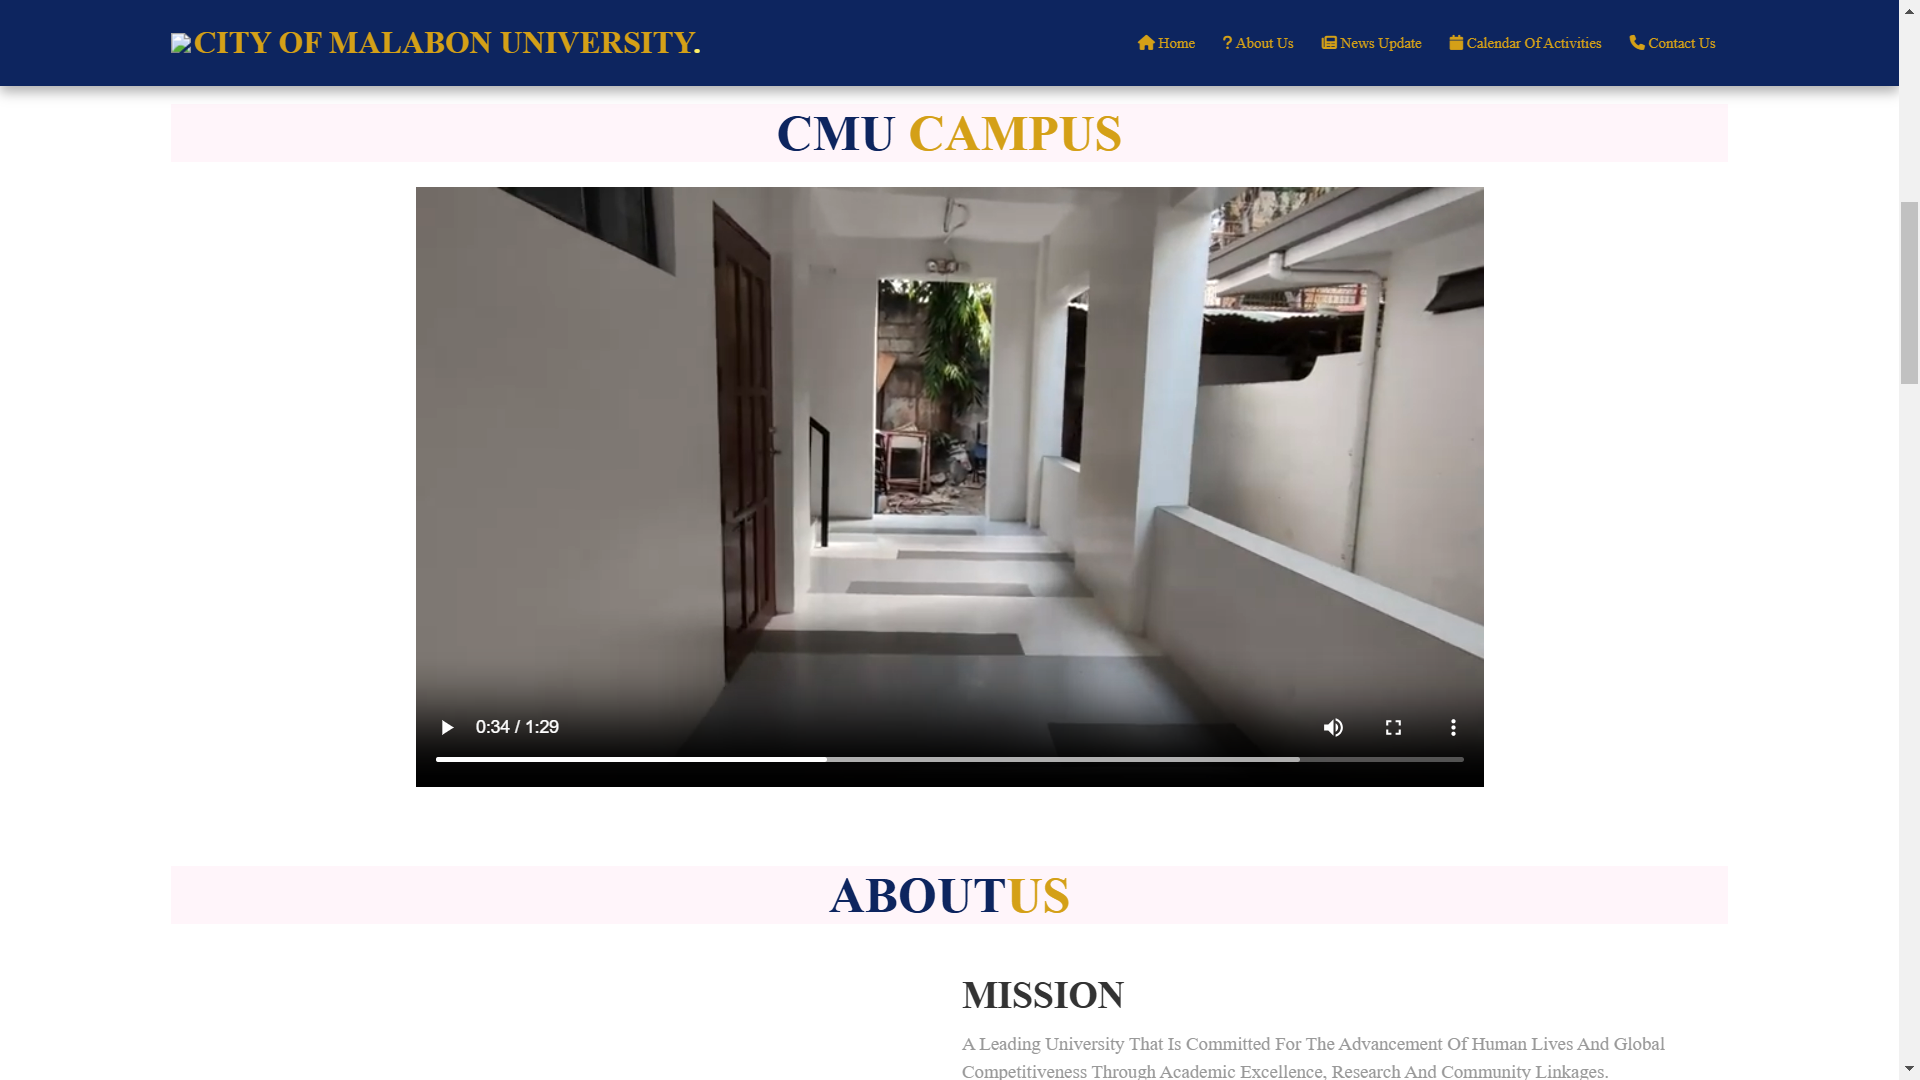 CITY OF MALABON UNIVERSITY.
Home
? About Us
News Update
Calendar Of Activities
Contact Us
CMU CAMPUS
0:34 / 1:29
ABOUTUS
MISSION
A Leading University That Is Committed For The Advancement Of Human Lives And Global
Competitiveness Through Academic Excellence, Research And Community Linkages.